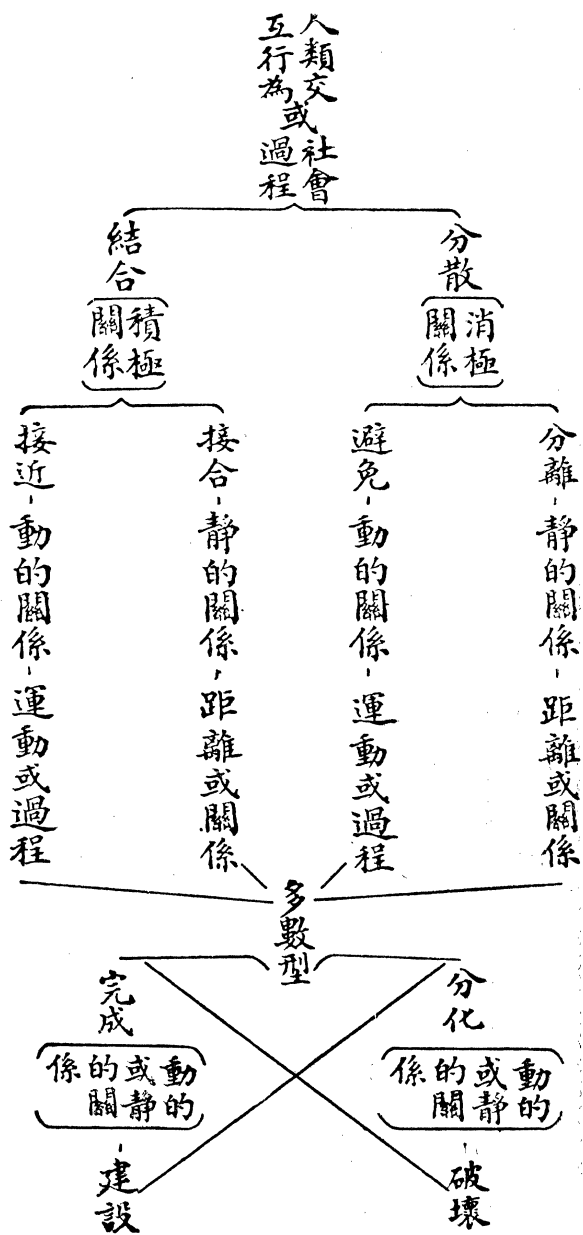 人類交
互行為
或
社會
過程
分散
(消極
關係)
結合
(積極
關係)
分離-靜的關係-距離或關係
避免-動的關係-運動或過程
接合-靜的關係-距離或關係
接近-動的關係-運動或過程
多數型
分化
(動的
或靜
的關
係)
-破壞
完成
(動的
或靜
的關
係)
-建設